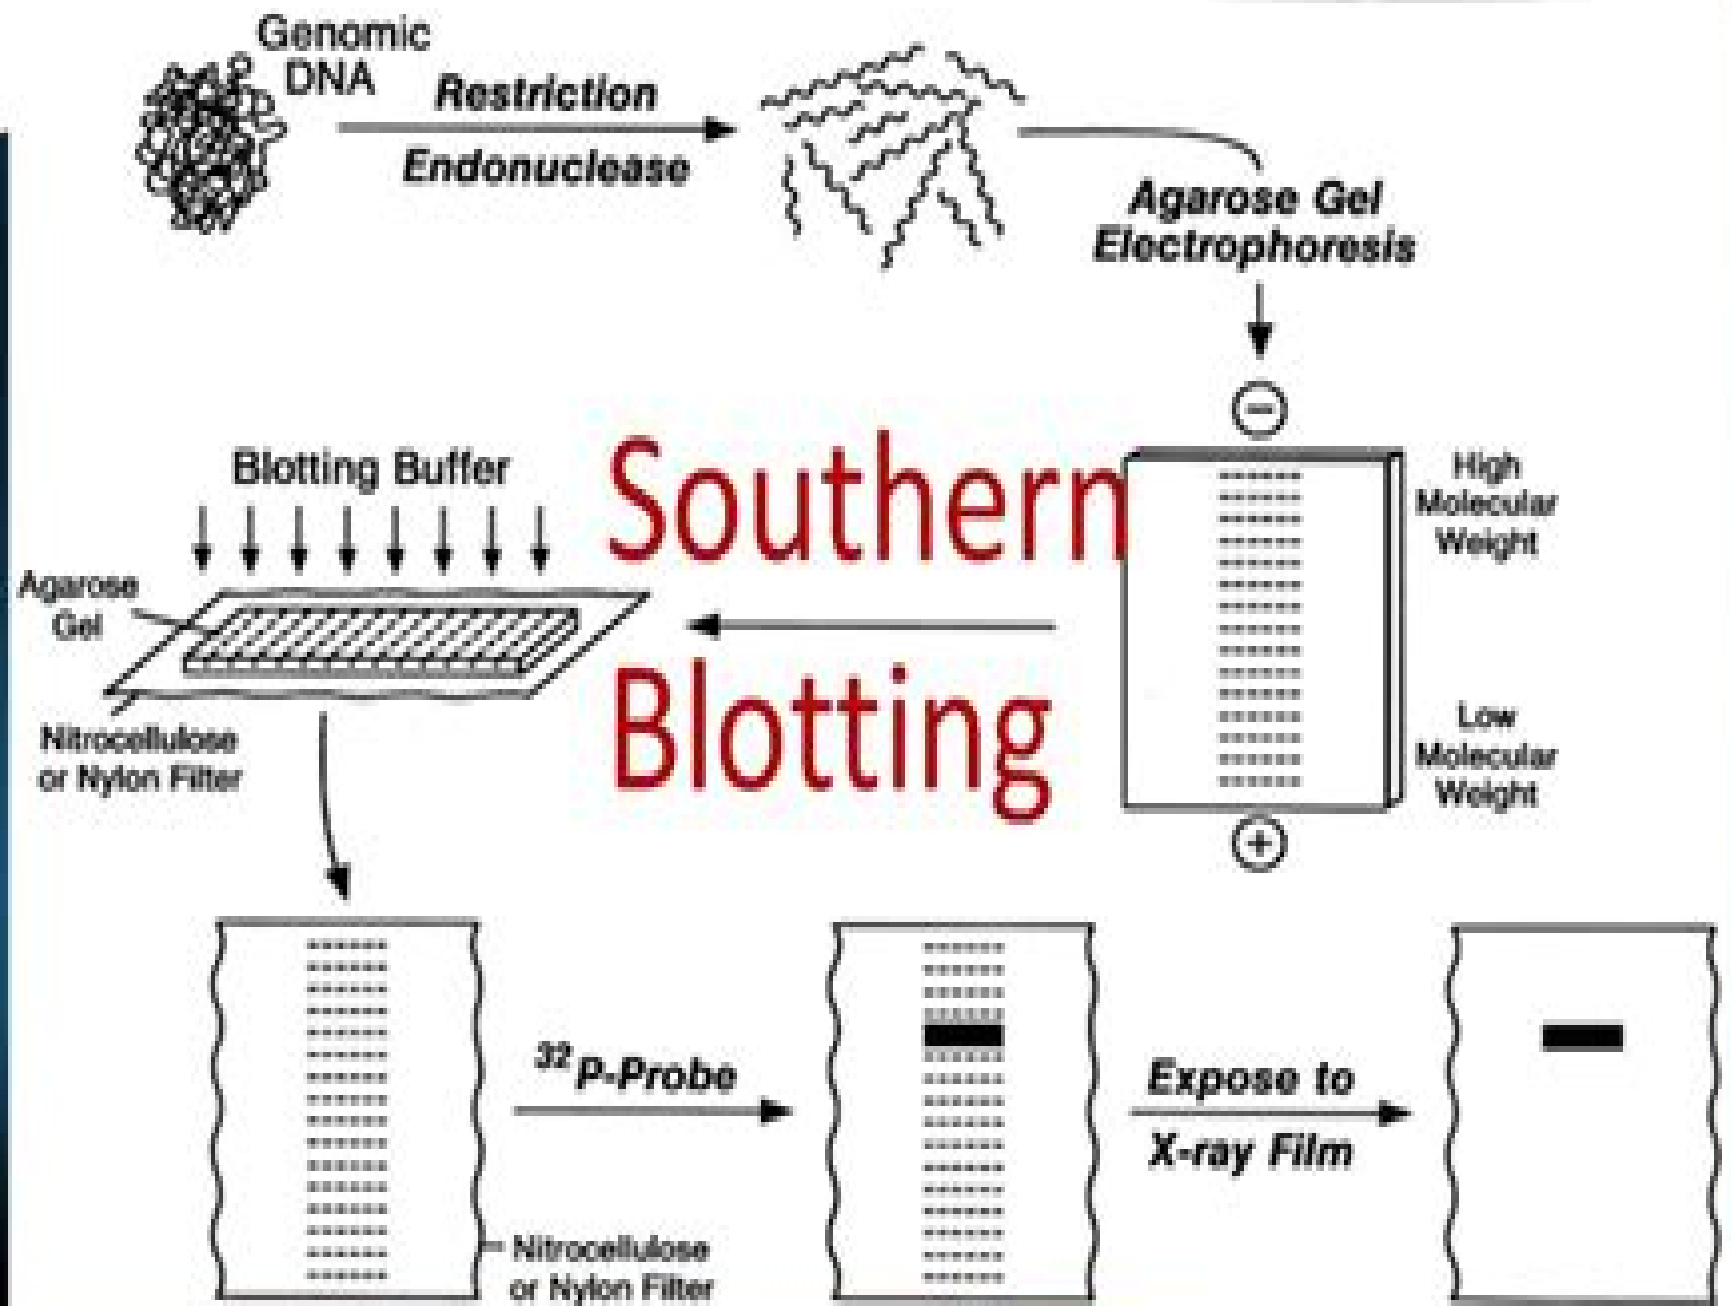 Genomic
DNA
Restriction
Endonuclease
Agarose Gel
Electrophoresis
−
High
Molecular
Weight
Low
Molecular
Weight
+
Southern
Blotting
Blotting Buffer
Agarose
Gel
Nitrocellulose
or Nylon Filter
³²P-Probe
Nitrocellulose
or Nylon Filter
Expose to
X-ray Film